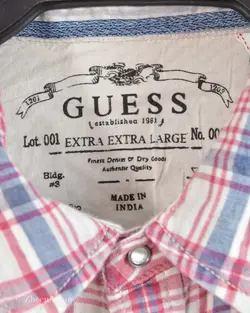 1981
GUESS
established 1981
Lot. 001 EXTRA EXTRA LARGE No. 00
Finest Denim & Dry Goods
Authentic Quality
Bldg.
#3
MADE IN
INDIA